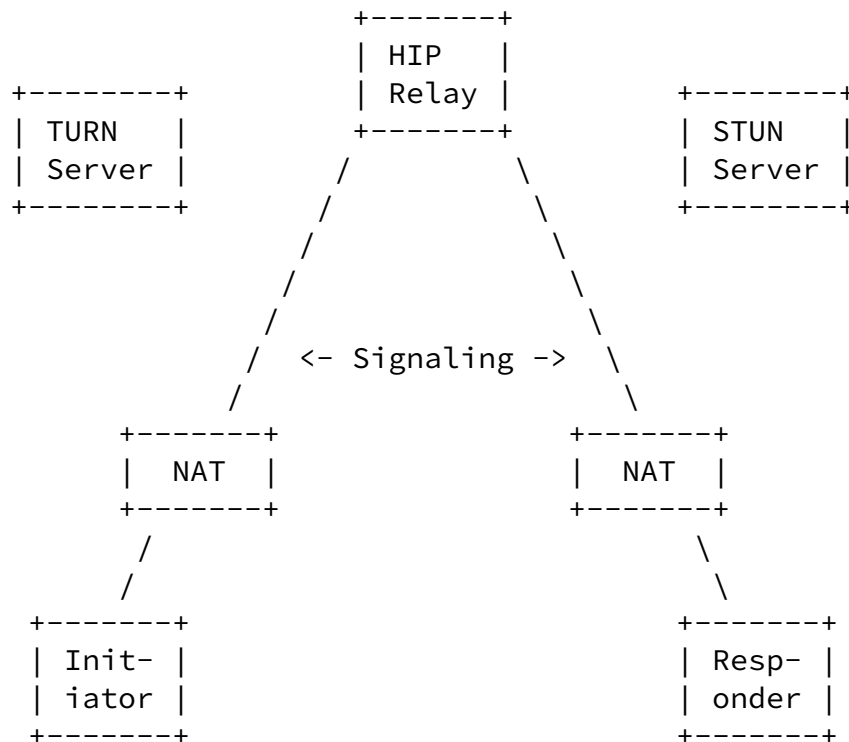 HIP
Relay
TURN
Server
STUN
Server
<- Signaling ->
NAT
NAT
Init-
iator
Resp-
onder